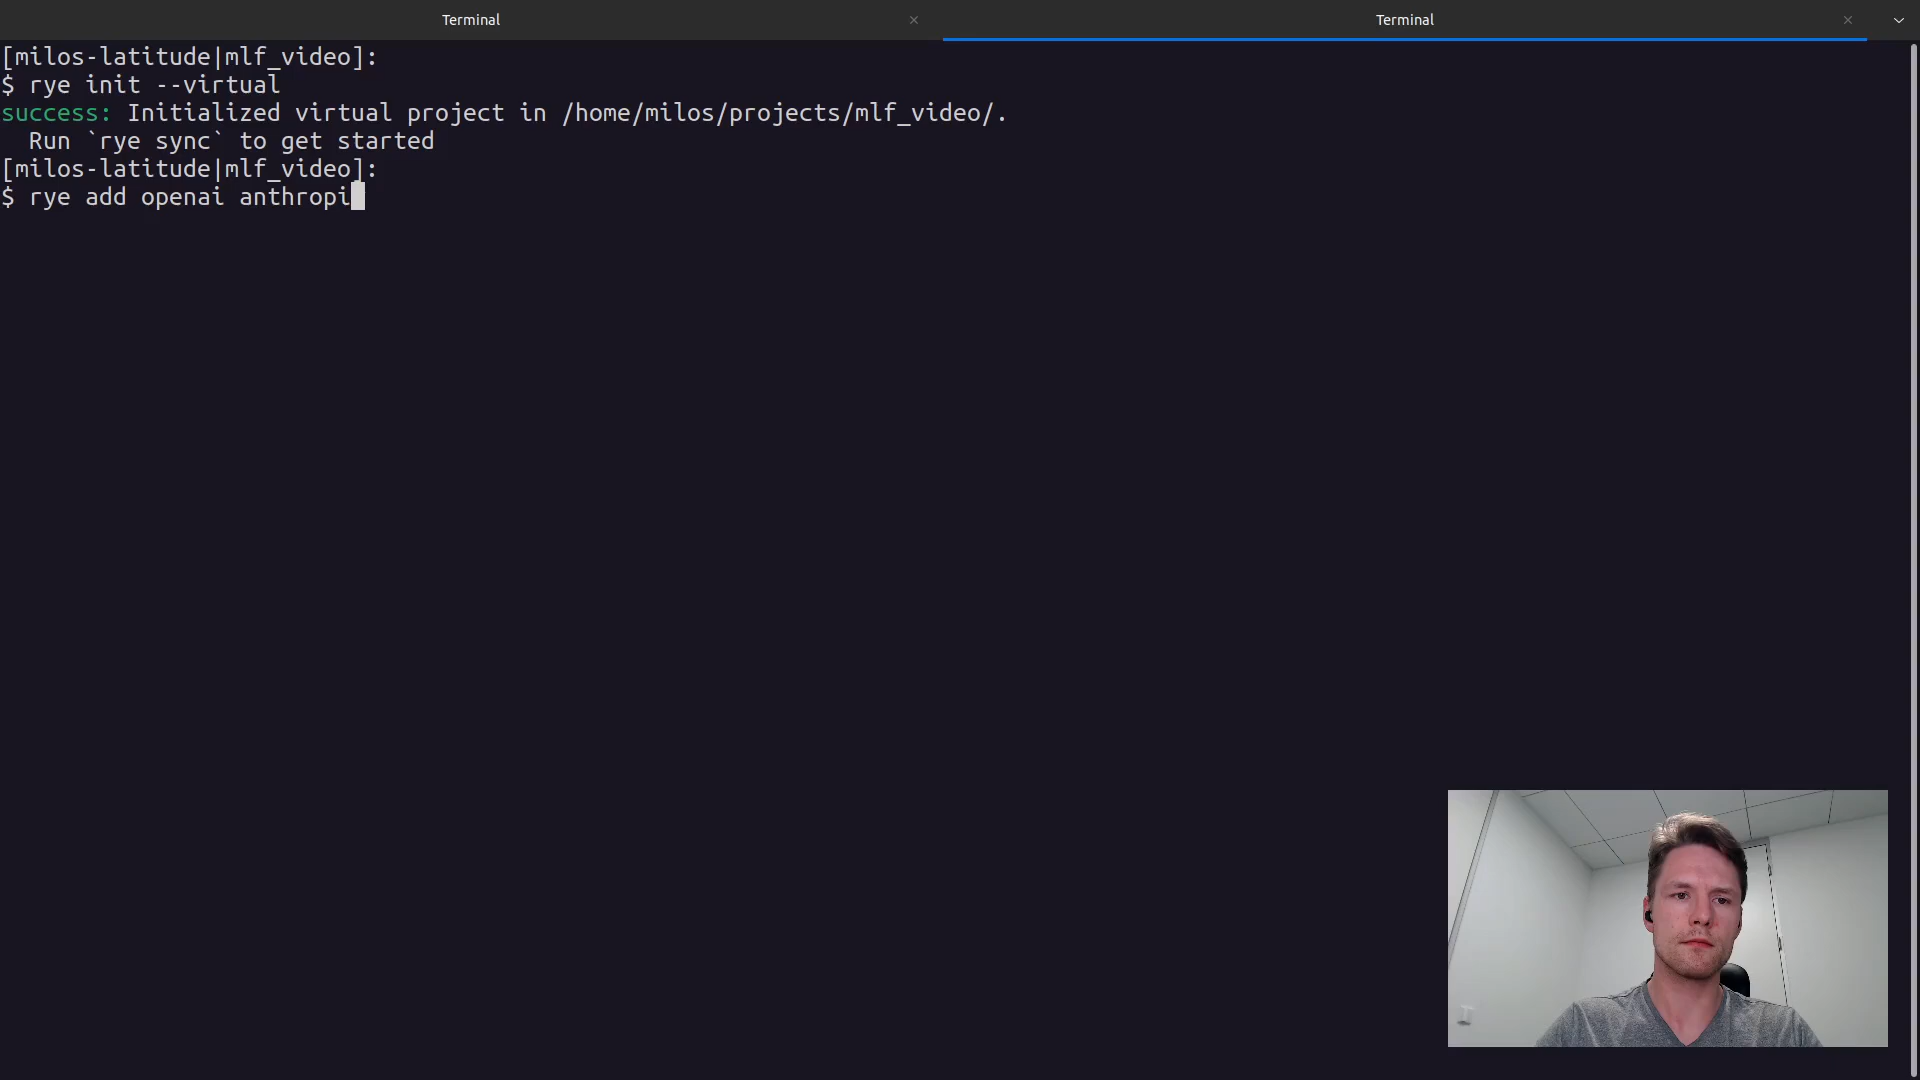 Terminal
Terminal
[milos-latitude|mlf_video]:
$ rye init --virtual
success: Initialized virtual project in /home/milos/projects/mlf_video/.
Run `rye sync` to get started
[milos-latitude|mlf_video]:
$ rye add openai anthropi